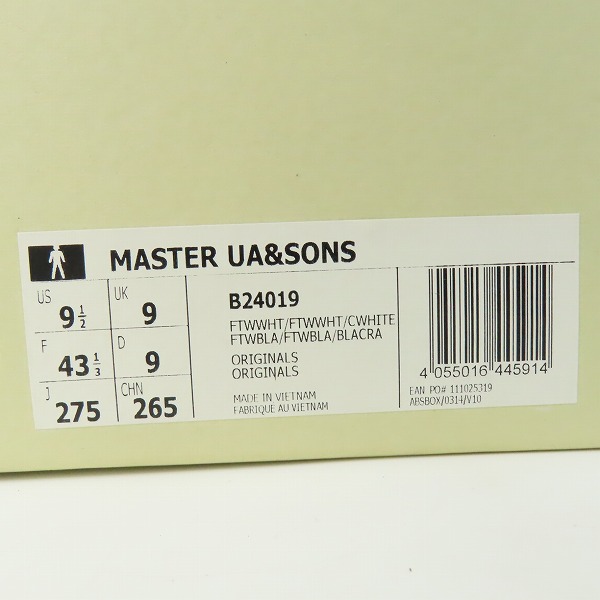 MASTER UA&SONS
US 9 1/2 UK 9
F 43 1/3 D 9
J 275 CHN 265
B24019
FTWWHT/FTWWHT/CWHITE
FTWBLA/FTWBLA/BLACRA
ORIGINALS
ORIGINALS
MADE IN VIETNAM
FABRIQUE AU VIETNAM
4 055016 445914
EAN PO# 111025319
ABSBOX/0314/V10